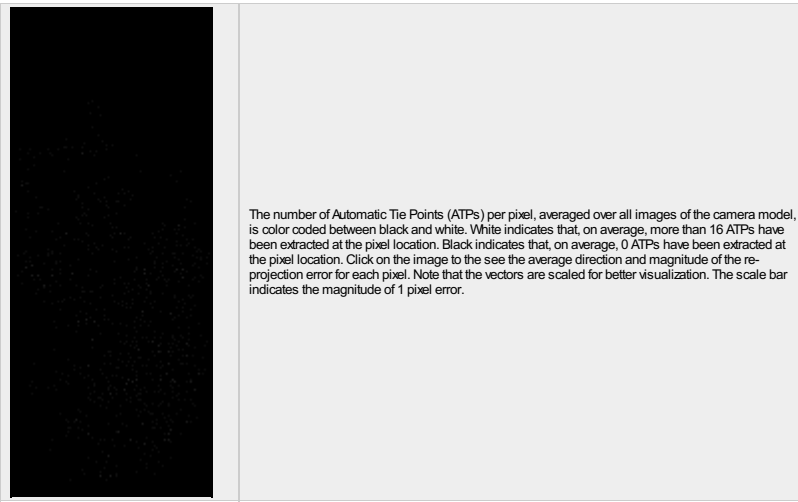 The number of Automatic Tie Points (ATPs) per pixel, averaged over all images of the camera model,
is color coded between black and white. White indicates that, on average, more than 16 ATPs have
been extracted at the pixel location. Black indicates that, on average, 0 ATPs have been extracted at
the pixel location. Click on the image to the see the average direction and magnitude of the re-
projection error for each pixel. Note that the vectors are scaled for better visualization. The scale bar
indicates the magnitude of 1 pixel error.